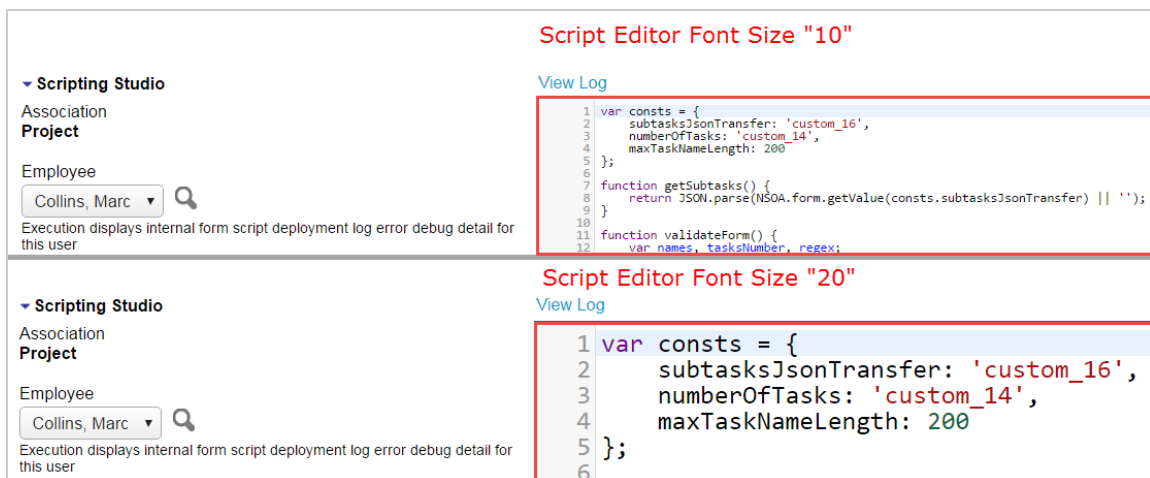 Script Editor Font Size "10"
Scripting Studio
View Log
Association
Project
Employee
Collins, Marc
Execution displays internal form script deployment log error debug detail for
this user
1 var consts = {
2     subtasksJsonTransfer: 'custom_16',
3     numberOfTasks: 'custom_14',
4     maxTaskNameLength: 200
5 };
6
7 function getSubtasks() {
8     return JSON.parse(NSOA.form.getValue(consts.subtasksJsonTransfer) || '');
9 }
10
11 function validateForm() {
12     var names, tasksNumber, regex;
Script Editor Font Size "20"
Scripting Studio
View Log
Association
Project
Employee
Collins, Marc
Execution displays internal form script deployment log error debug detail for
this user
1 var consts = {
2     subtasksJsonTransfer: 'custom_16',
3     numberOfTasks: 'custom_14',
4     maxTaskNameLength: 200
5 };
6